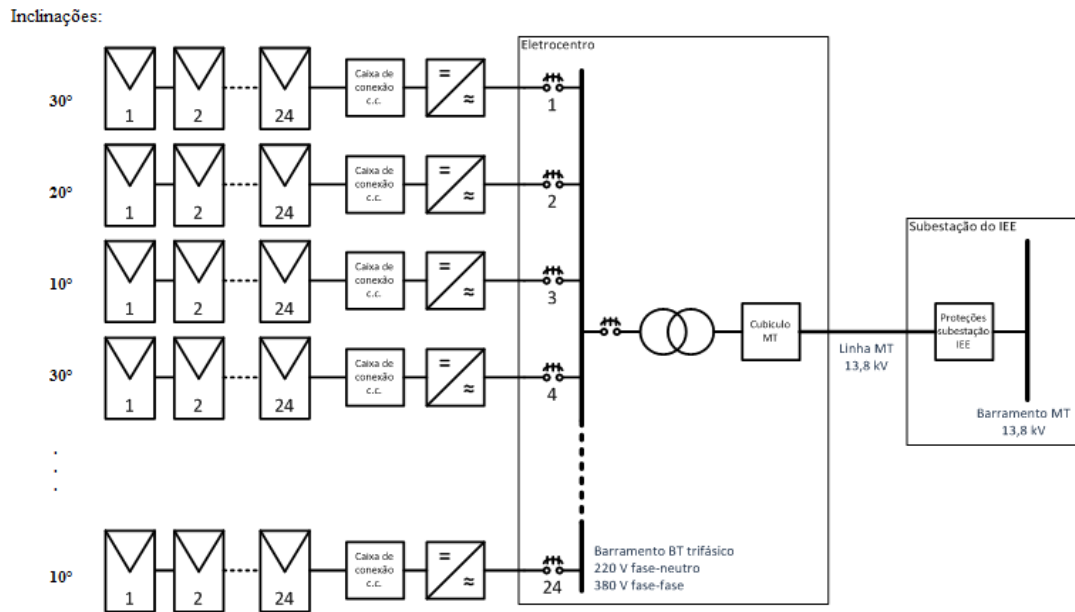 Inclinações:
Eletrocentro
30°
1
2
24
Caixa de
conexão
c.c.
=
≈
1
20°
1
2
24
Caixa de
conexão
c.c.
=
≈
2
10°
1
2
24
Caixa de
conexão
c.c.
=
≈
3
30°
1
2
24
Caixa de
conexão
c.c.
=
≈
4
Cubículo
MT
Linha MT
13,8 kV
Subestação do IEE
Proteções
subestação
IEE
Barramento MT
13,8 kV
.
.
.
10°
1
2
24
Caixa de
conexão
c.c.
=
≈
24
Barramento BT trifásico
220 V fase-neutro
380 V fase-fase